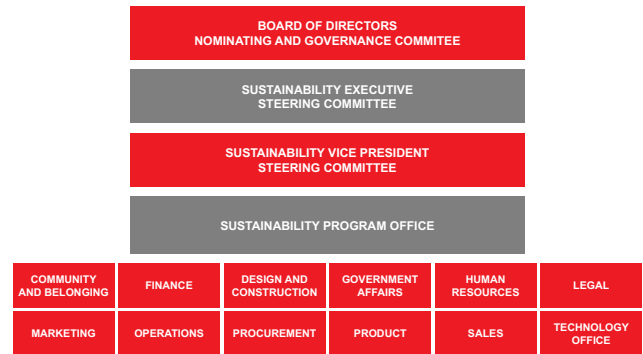 BOARD OF DIRECTORS
NOMINATING AND GOVERNANCE COMMITEE
SUSTAINABILITY EXECUTIVE
STEERING COMMITTEE
SUSTAINABILITY VICE PRESIDENT
STEERING COMMITTEE
SUSTAINABILITY PROGRAM OFFICE
COMMUNITY
AND BELONGING
FINANCE
DESIGN AND
CONSTRUCTION
GOVERNMENT
AFFAIRS
HUMAN
RESOURCES
LEGAL
MARKETING
OPERATIONS
PROCUREMENT
PRODUCT
SALES
TECHNOLOGY
OFFICE